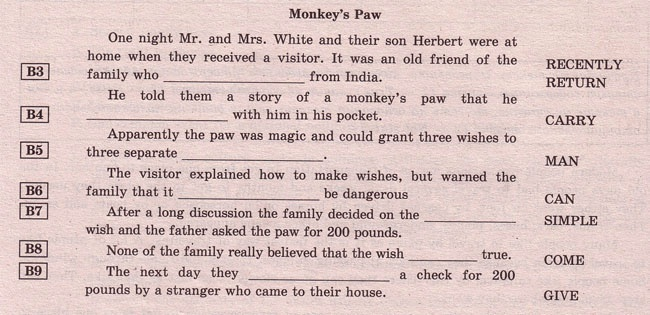 Monkey's Paw
One night Mr. and Mrs. White and their son Herbert were at
home when they received a visitor. It was an old friend of the
B3 family who _______________ from India. RECENTLY
RETURN
He told them a story of a monkey's paw that he
B4 _______________ with him in his pocket. CARRY
Apparently the paw was magic and could grant three wishes to
B5 three separate _______________. MAN
The visitor explained how to make wishes, but warned the
B6 family that it _______________ be dangerous CAN
B7 After a long discussion the family decided on the __________ SIMPLE
wish and the father asked the paw for 200 pounds.
B8 None of the family really believed that the wish ________ true. COME
B9 The next day they _______________ a check for 200
pounds by a stranger who came to their house. GIVE